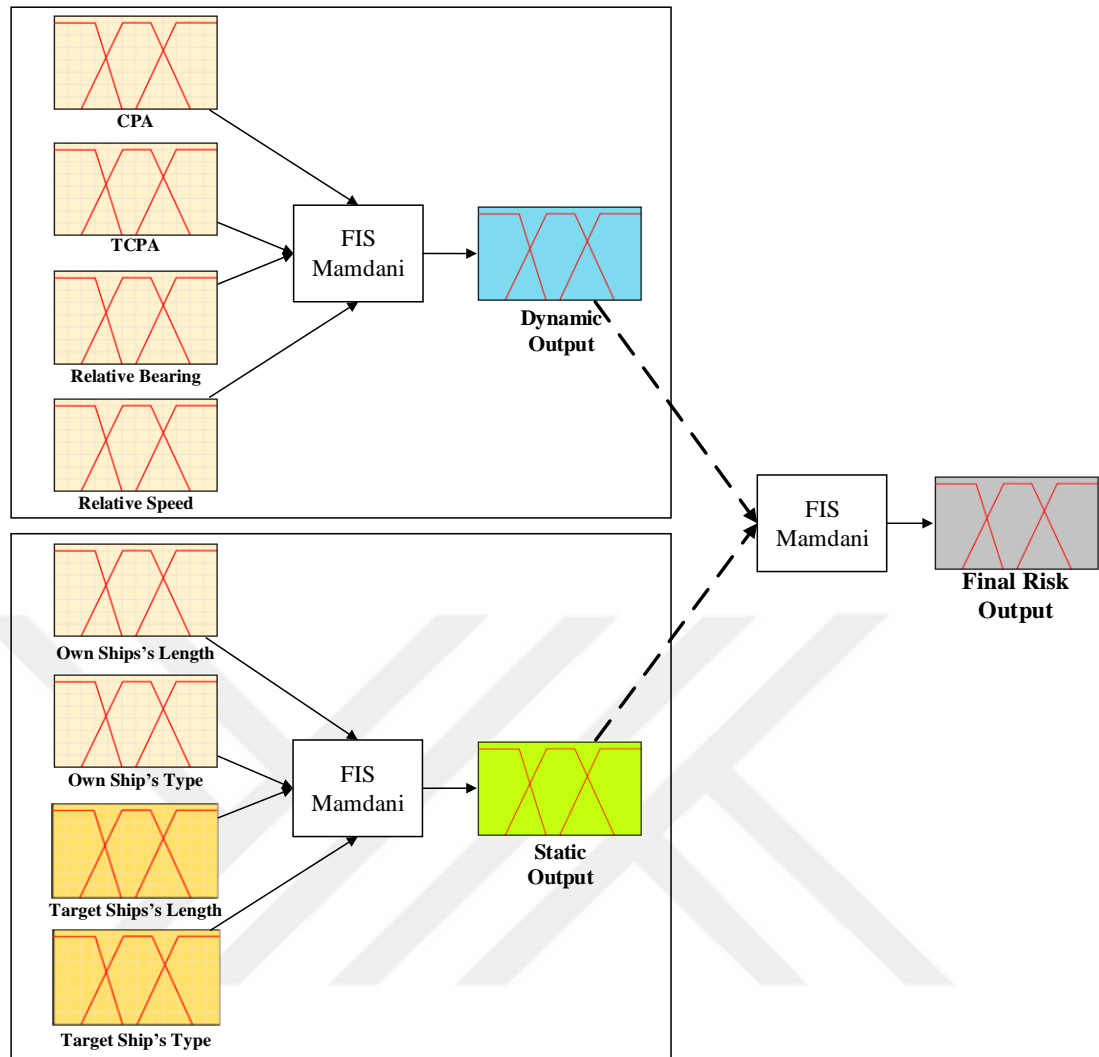 CPA
TCPA
Relative Bearing
Relative Speed
FIS
Mamdani
Dynamic
Output
Own Ships's Length
Own Ship's Type
Target Ships's Length
Target Ship's Type
FIS
Mamdani
Static
Output
FIS
Mamdani
Final Risk
Output